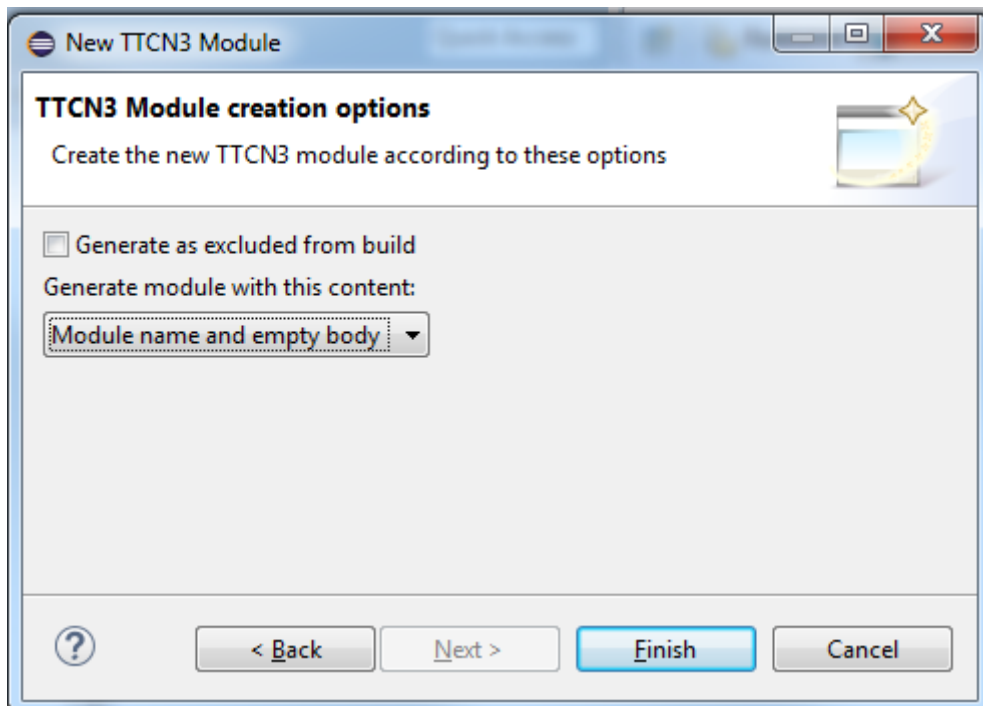 New TTCN3 Module
TTCN3 Module creation options
Create the new TTCN3 module according to these options
Generate as excluded from build
Generate module with this content:
Module name and empty body
< Back
Next >
Finish
Cancel